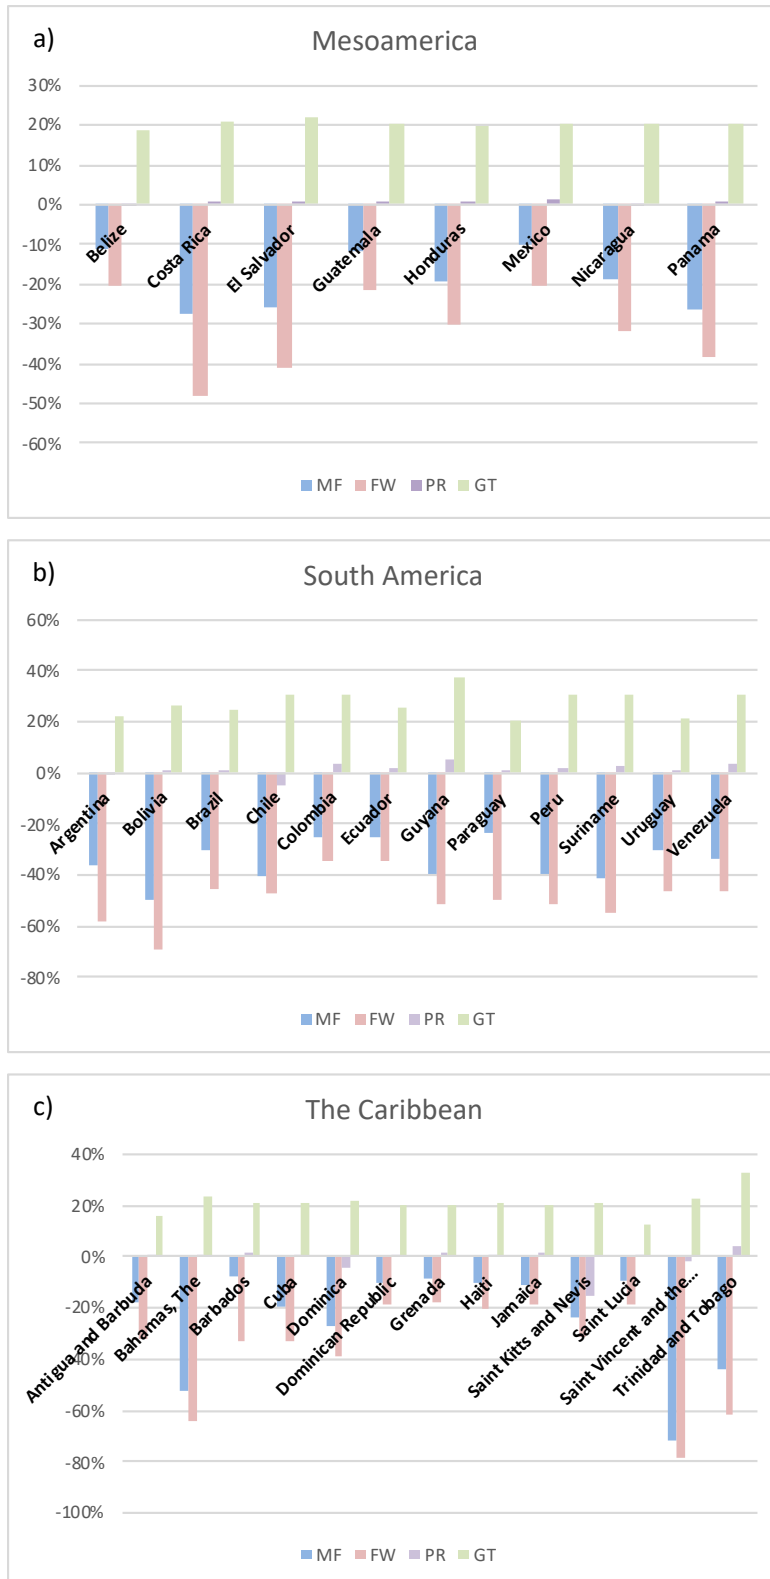 a)
Mesoamerica
30%
20%
10%
0%
-10%
-20%
-30%
-40%
-50%
-60%
Belize
Costa Rica
El Salvador
Guatemala
Honduras
Mexico
Nicaragua
Panama
MF FW PR GT
b)
South America
60%
40%
20%
0%
-20%
-40%
-60%
-80%
Argentina
Bolivia
Brazil
Chile
Colombia
Ecuador
Guyana
Paraguay
Peru
Suriname
Uruguay
Venezuela
MF FW PR GT
c)
The Caribbean
40%
20%
0%
-20%
-40%
-60%
-80%
-100%
Antigua and Barbuda
Bahamas, The
Barbados
Cuba
Dominica
Dominican Republic
Grenada
Haiti
Jamaica
Saint Kitts and Nevis
Saint Lucia
Saint Vincent and the...
Trinidad and Tobago
MF FW PR GT